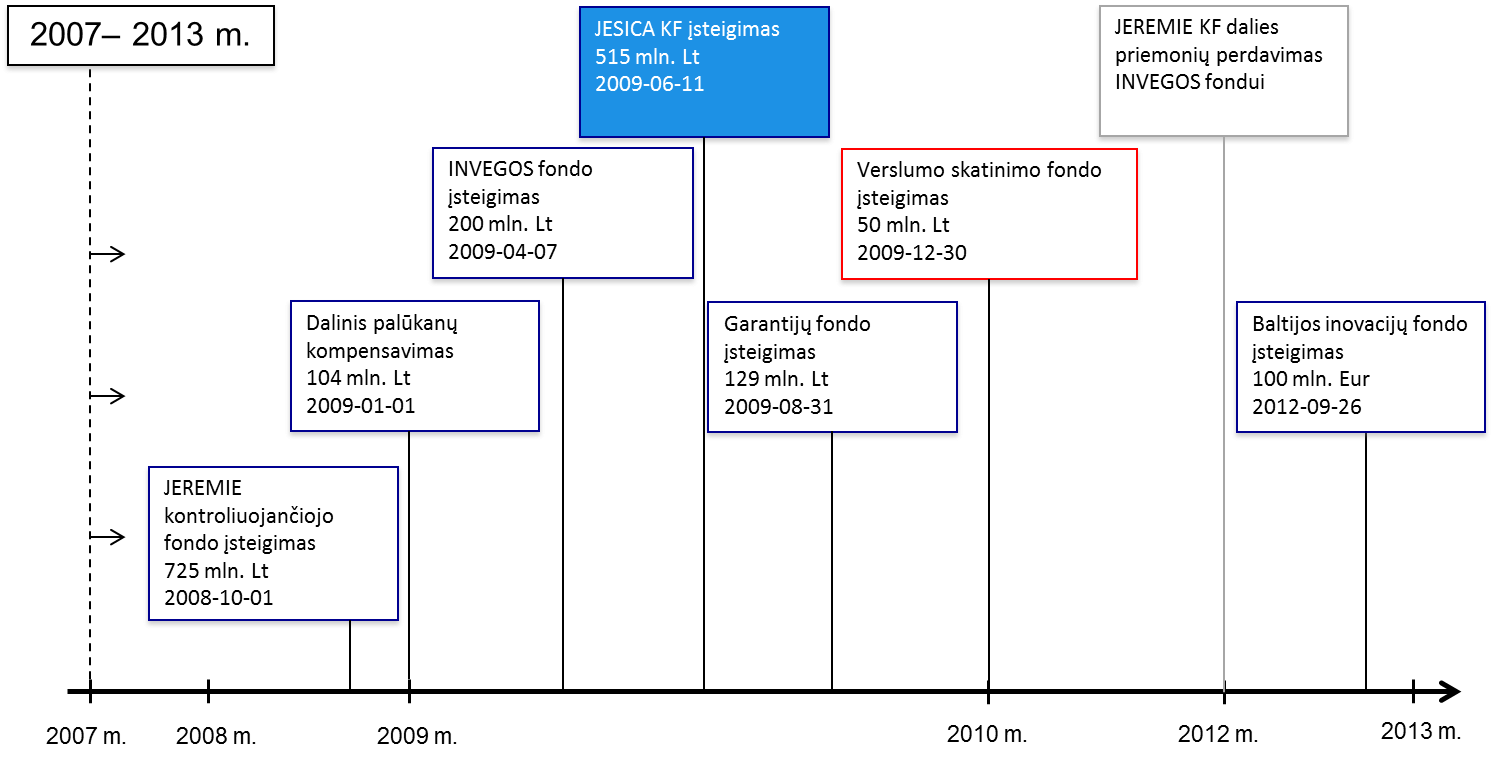 2007– 2013 m.
JESICA KF įsteigimas
515 mln. Lt
2009-06-11
JEREMIE KF dalies
priemonių perdavimas
INVEGOS fondui
INVEGOS fondo
įsteigimas
200 mln. Lt
2009-04-07
Verslumo skatinimo fondo
įsteigimas
50 mln. Lt
2009-12-30
Dalinis palūkanų
kompensavimas
104 mln. Lt
2009-01-01
Garantijų fondo
įsteigimas
129 mln. Lt
2009-08-31
Baltijos inovacijų fondo
įsteigimas
100 mln. Eur
2012-09-26
JEREMIE
kontroliuojančiojo
fondo įsteigimas
725 mln. Lt
2008-10-01
2007 m.
2008 m.
2009 m.
2010 m.
2012 m.
2013 m.